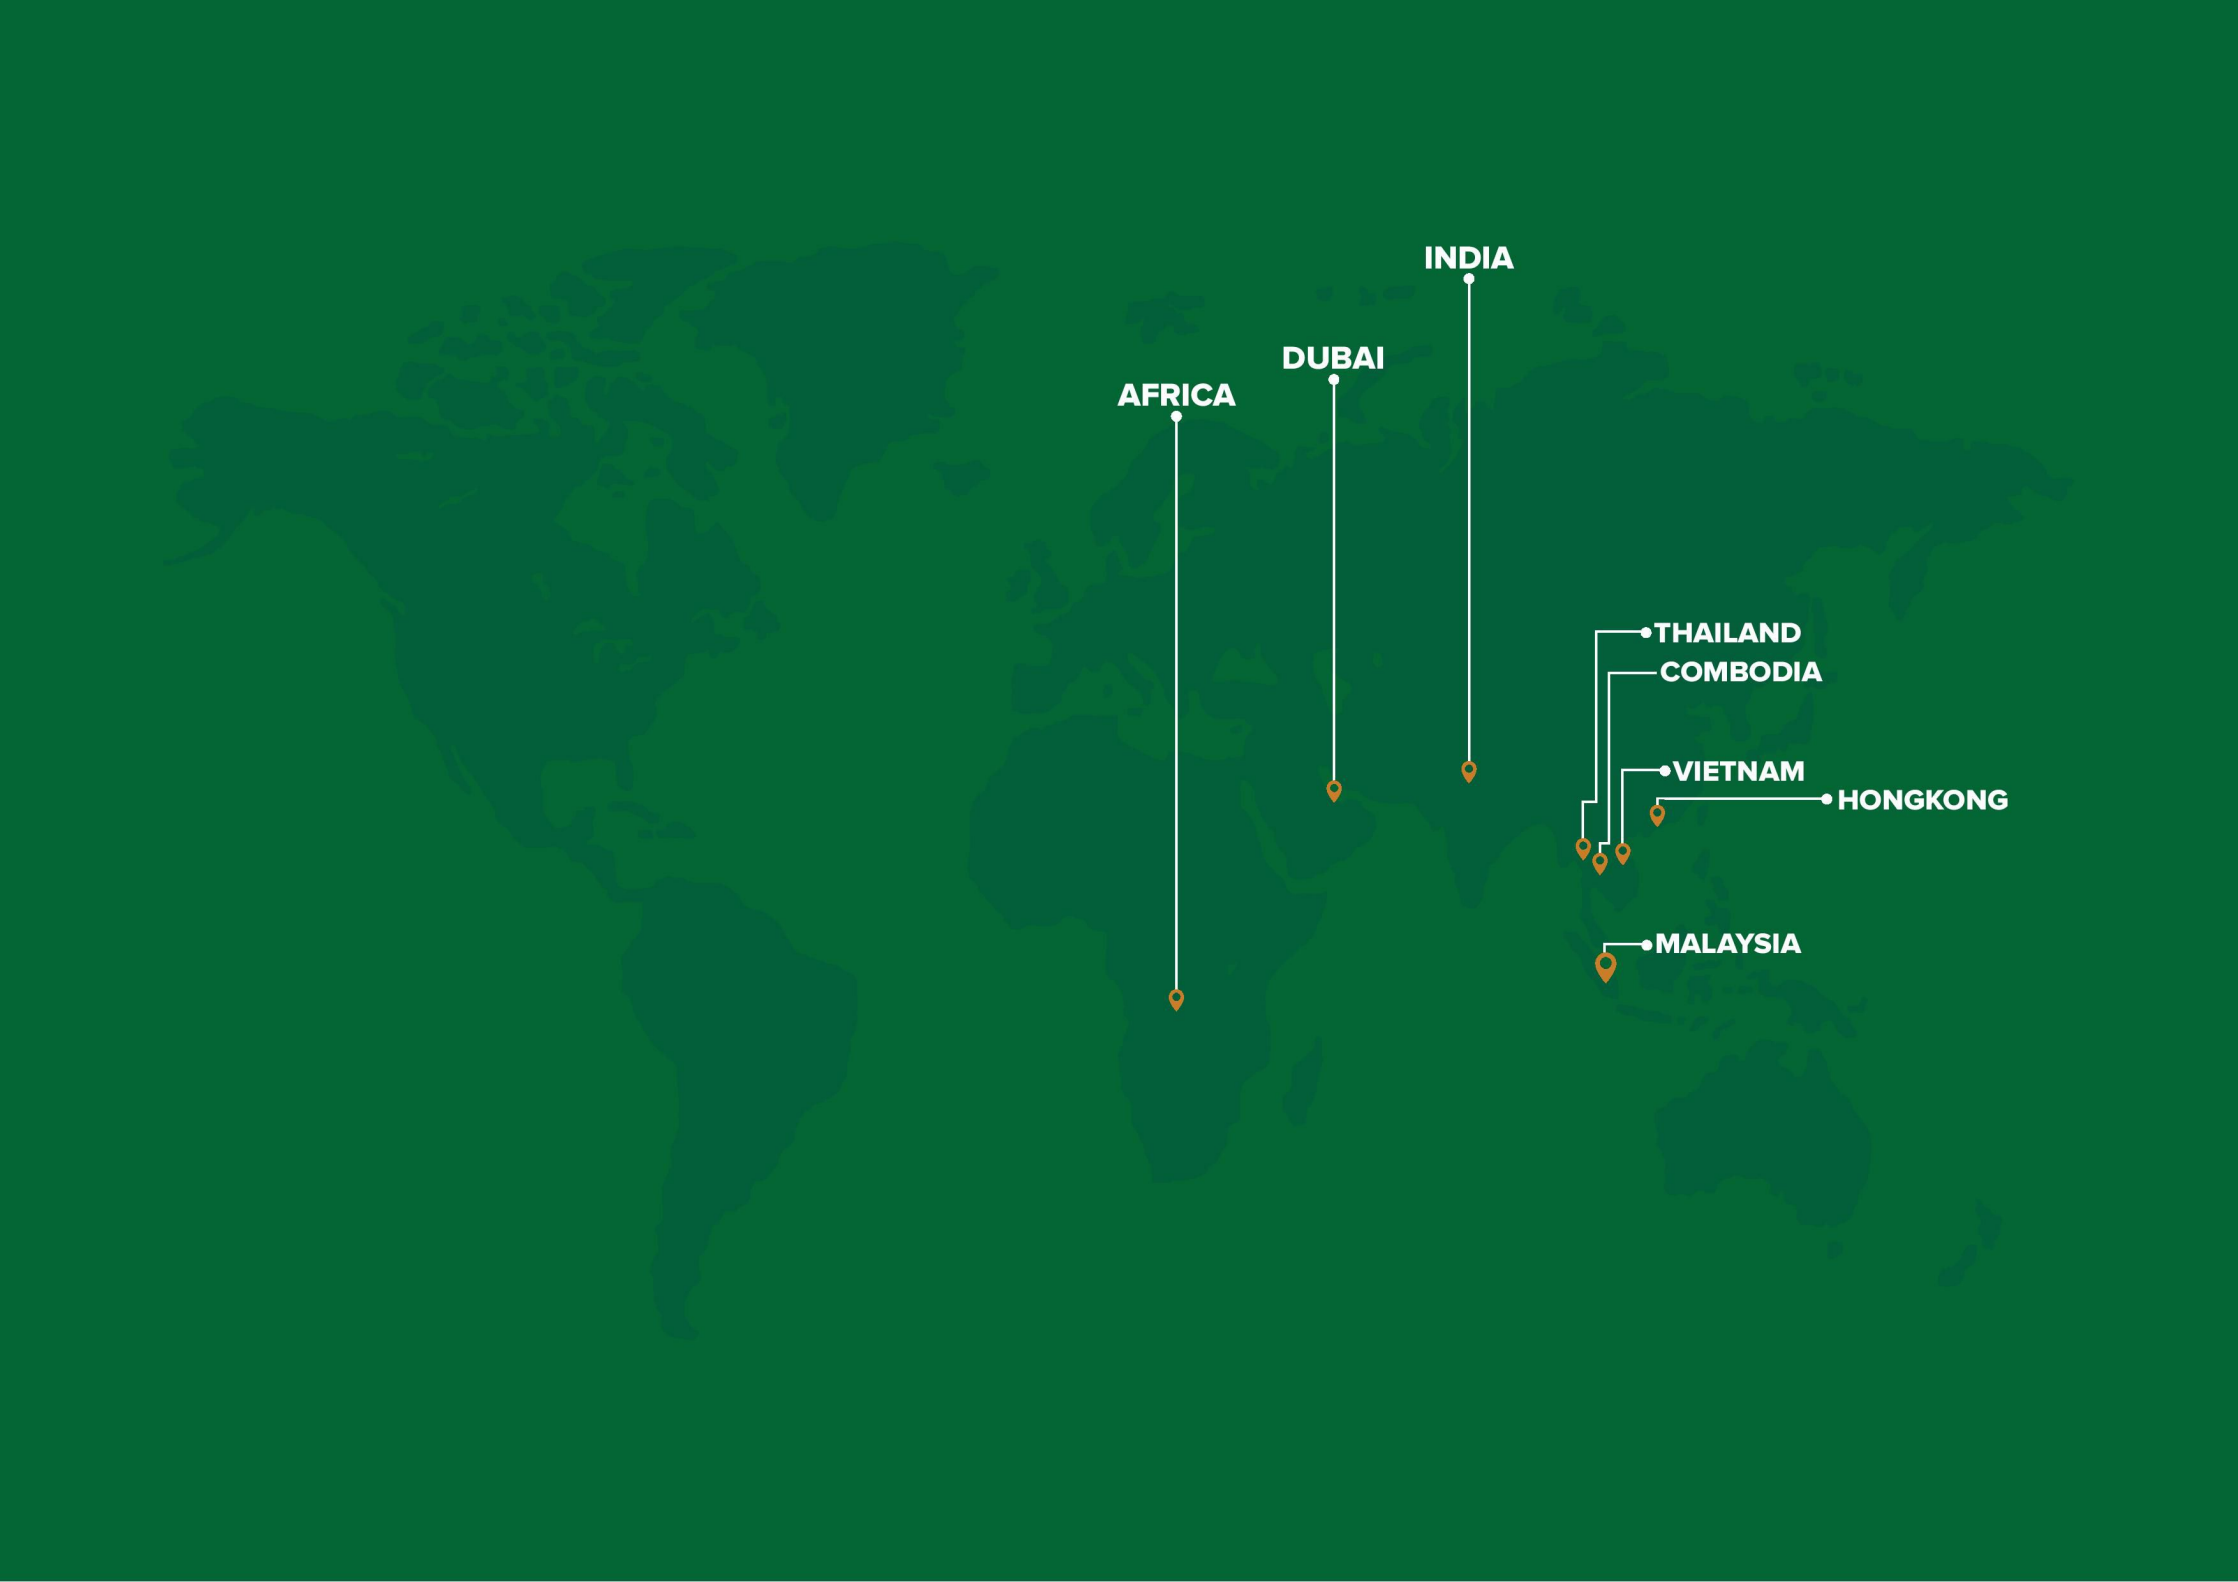 INDIA
DUBAI
AFRICA
THAILAND
COMBODIA
VIETNAM
HONGKONG
MALAYSIA